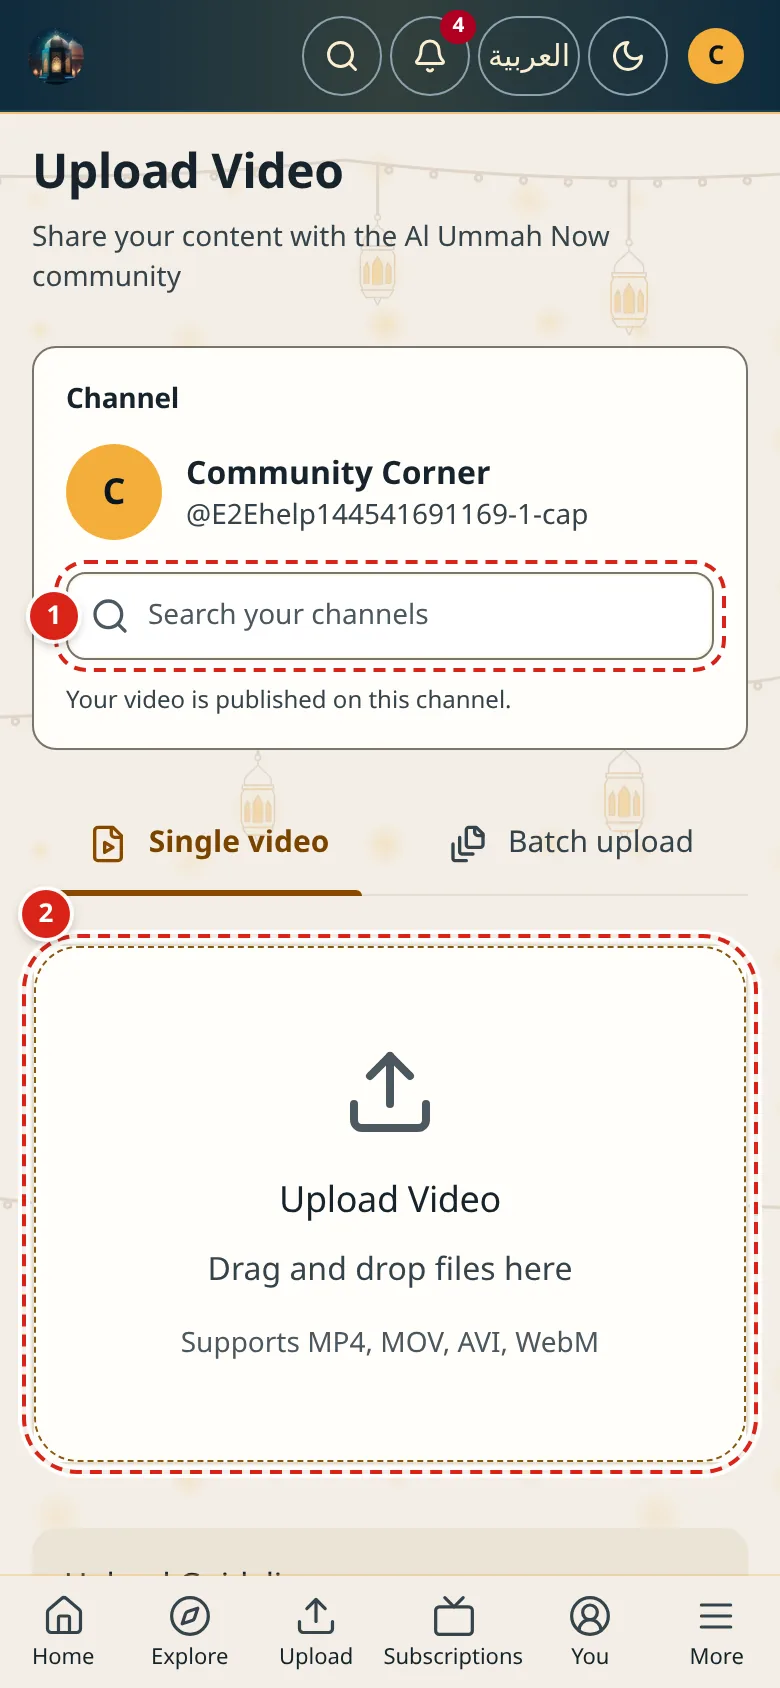 4
العربية
C
Upload Video
Share your content with the Al Ummah Now
community
Channel
C
Community Corner
@E2Ehelp144541691169-1-cap
1
Search your channels
Your video is published on this channel.
Single video
Batch upload
2
Upload Video
Drag and drop files here
Supports MP4, MOV, AVI, WebM
Home
Explore
Upload
Subscriptions
You
More